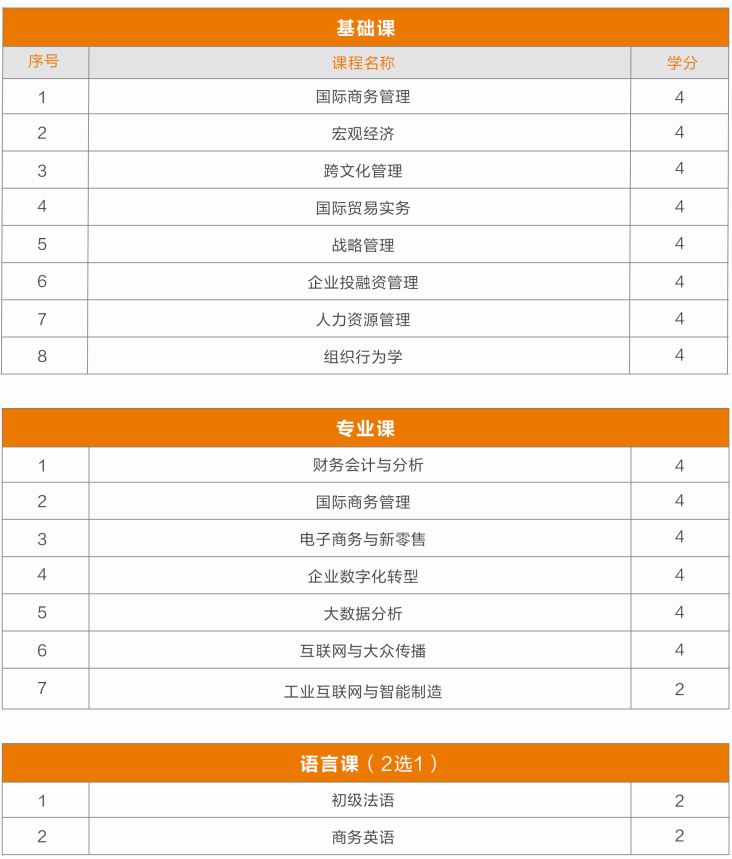 基础课
序号 课程名称 学分
1 国际商务管理 4
2 宏观经济 4
3 跨文化管理 4
4 国际贸易实务 4
5 战略管理 4
6 企业投融资管理 4
7 人力资源管理 4
8 组织行为学 4
专业课
1 财务会计与分析 4
2 国际商务管理 4
3 电子商务与新零售 4
4 企业数字化转型 4
5 大数据分析 4
6 互联网与大众传播 4
7 工业互联网与智能制造 2
语言课（2选1）
1 初级法语 2
2 商务英语 2